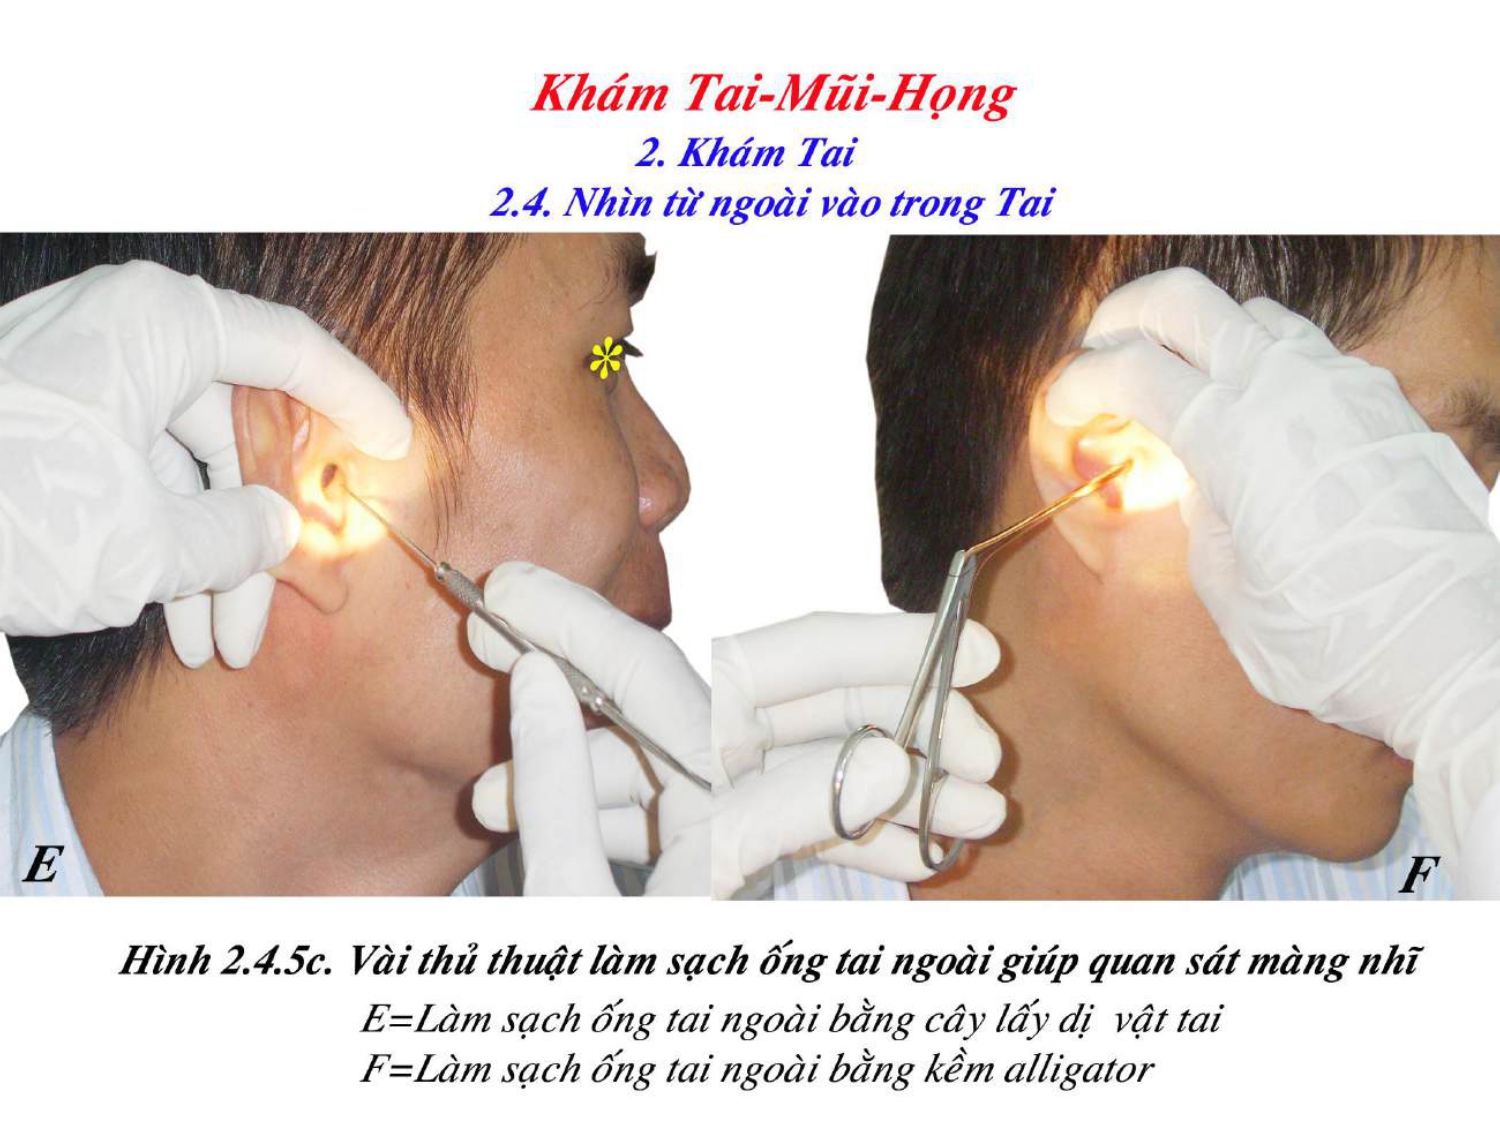 Khám Tai-Mũi-Họng
2. Khám Tai
2.4. Nhìn từ ngoài vào trong Tai
*
E
F
Hình 2.4.5c. Vài thủ thuật làm sạch ống tai ngoài giúp quan sát màng nhĩ
E=Làm sạch ống tai ngoài bằng cây lấy dị vật tai
F=Làm sạch ống tai ngoài bằng kềm alligator